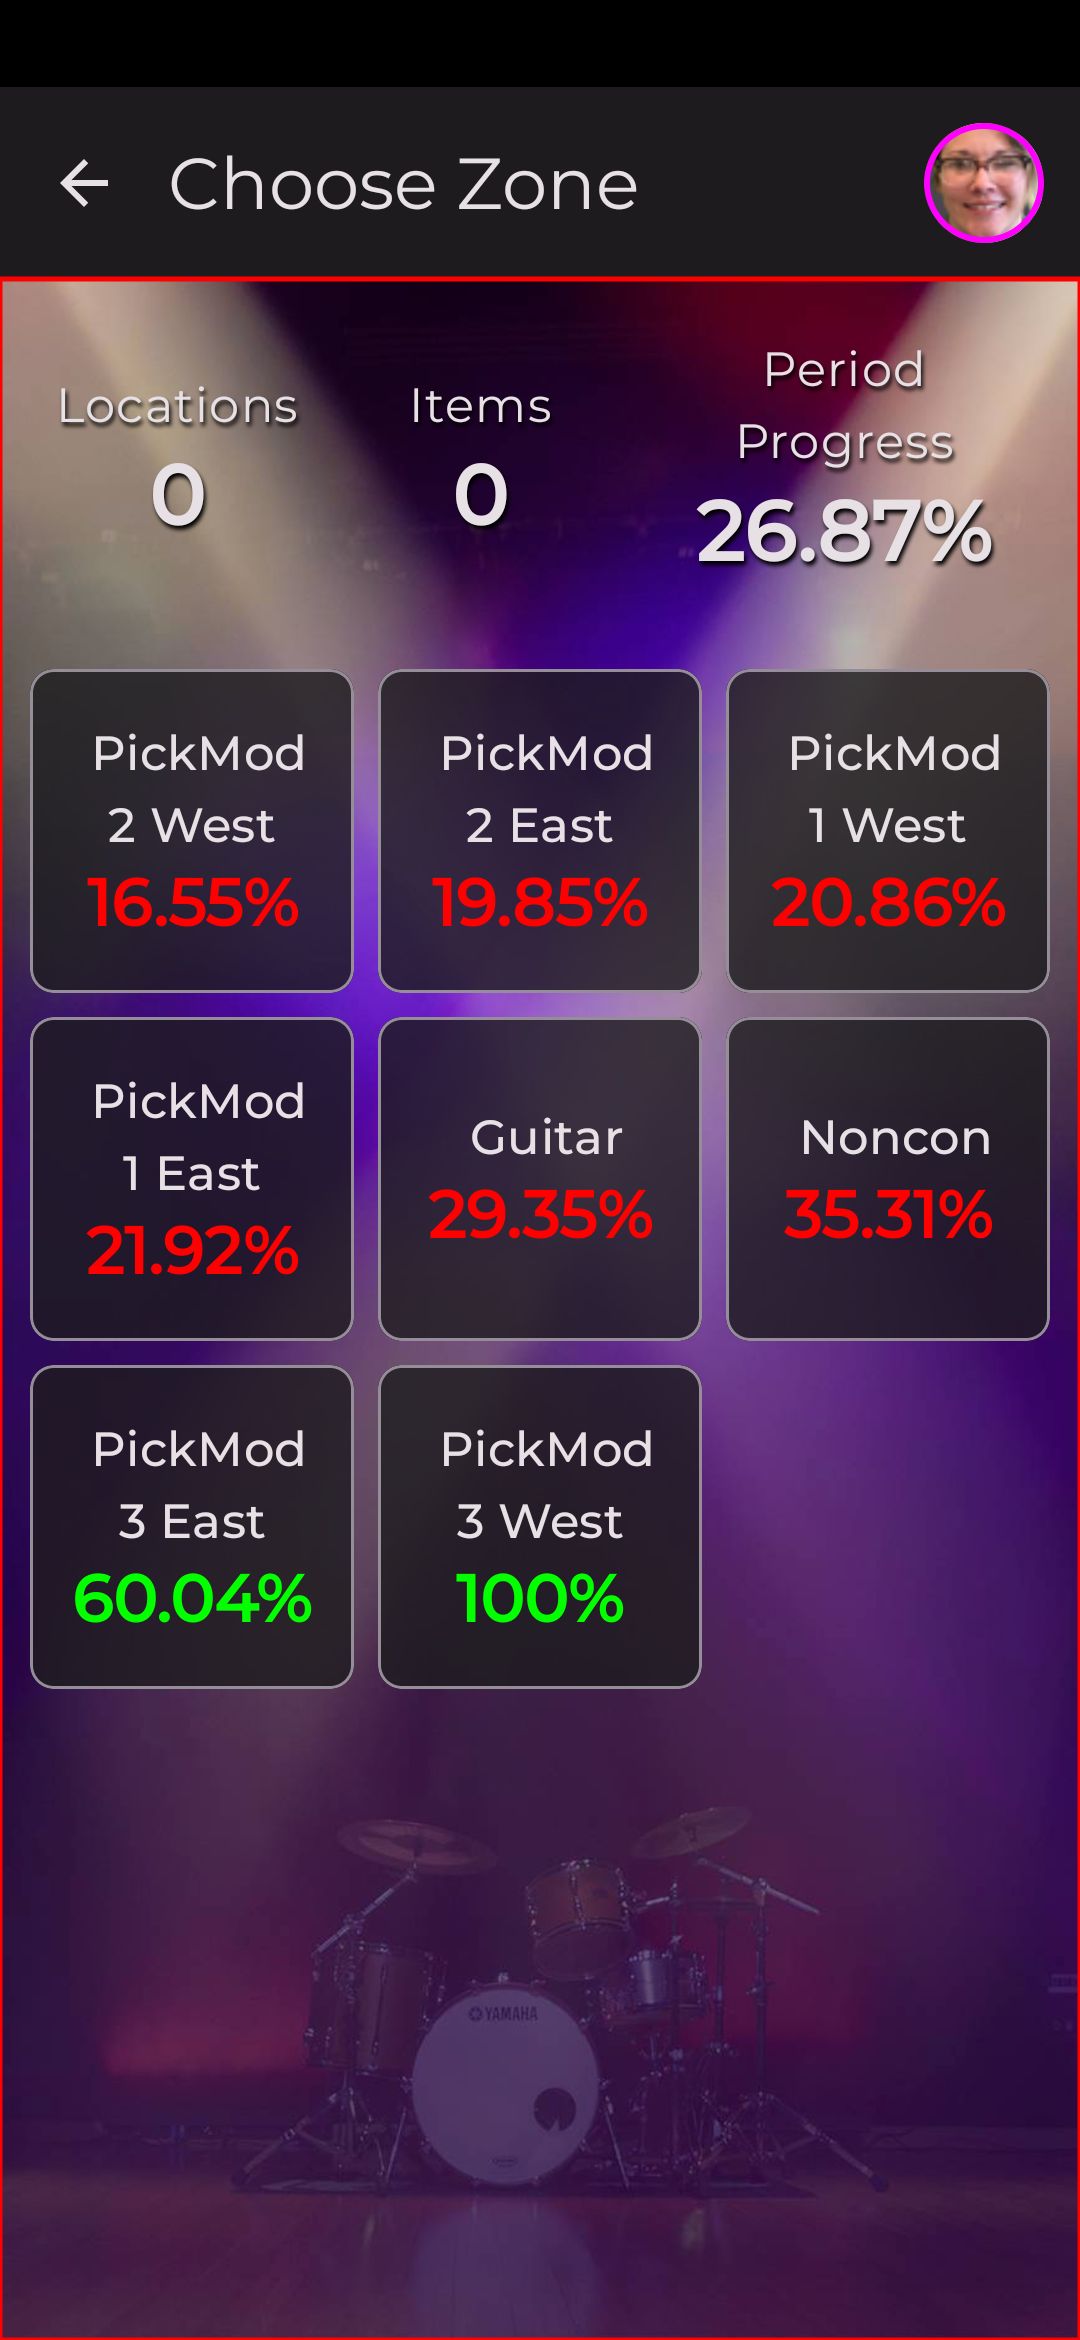 Choose Zone
Locations
0
Items
0
Period
Progress
26.87%
PickMod
2 West
16.55%
PickMod
2 East
19.85%
PickMod
1 West
20.86%
PickMod
1 East
21.92%
Guitar
29.35%
Noncon
35.31%
PickMod
3 East
60.04%
PickMod
3 West
100%
YAMAHA